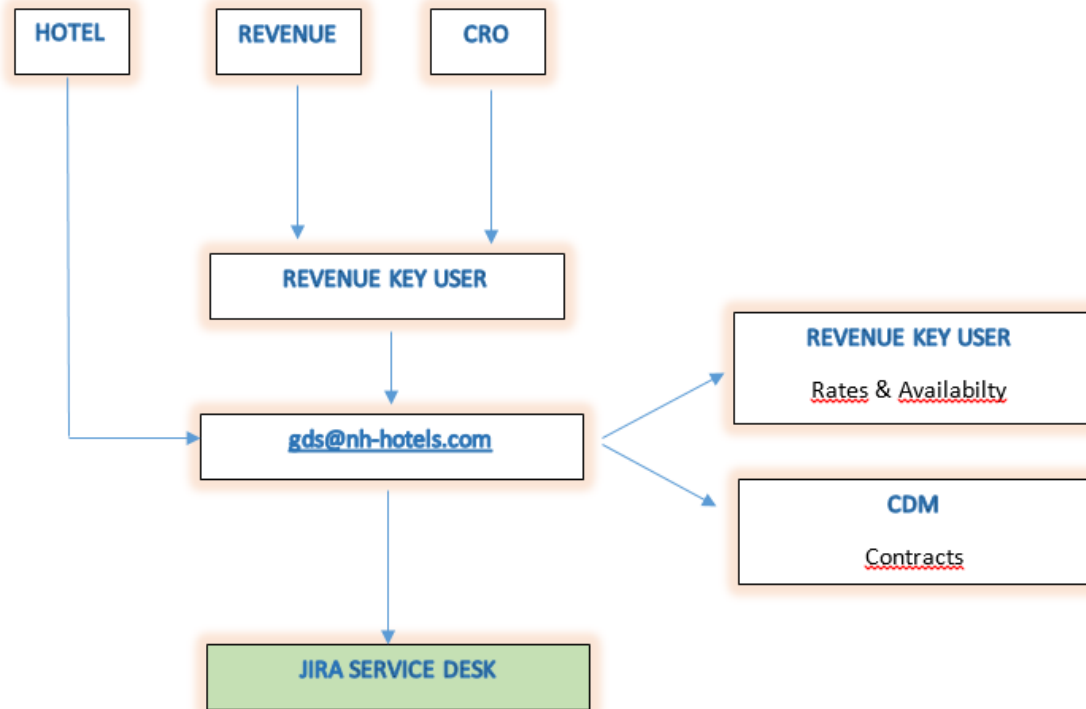 HOTEL
REVENUE
CRO
REVENUE KEY USER
gds@nh-hotels.com
REVENUE KEY USER
Rates & Availabilty
CDM
Contracts
JIRA SERVICE DESK